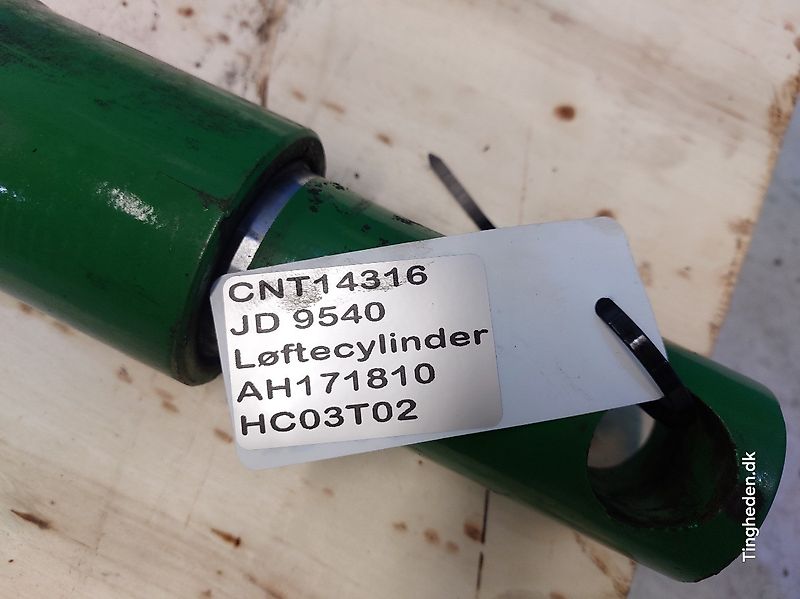 CNT14316
JD 9540
Løftecylinder
AH171810
HC03T02
Tingheden.dk